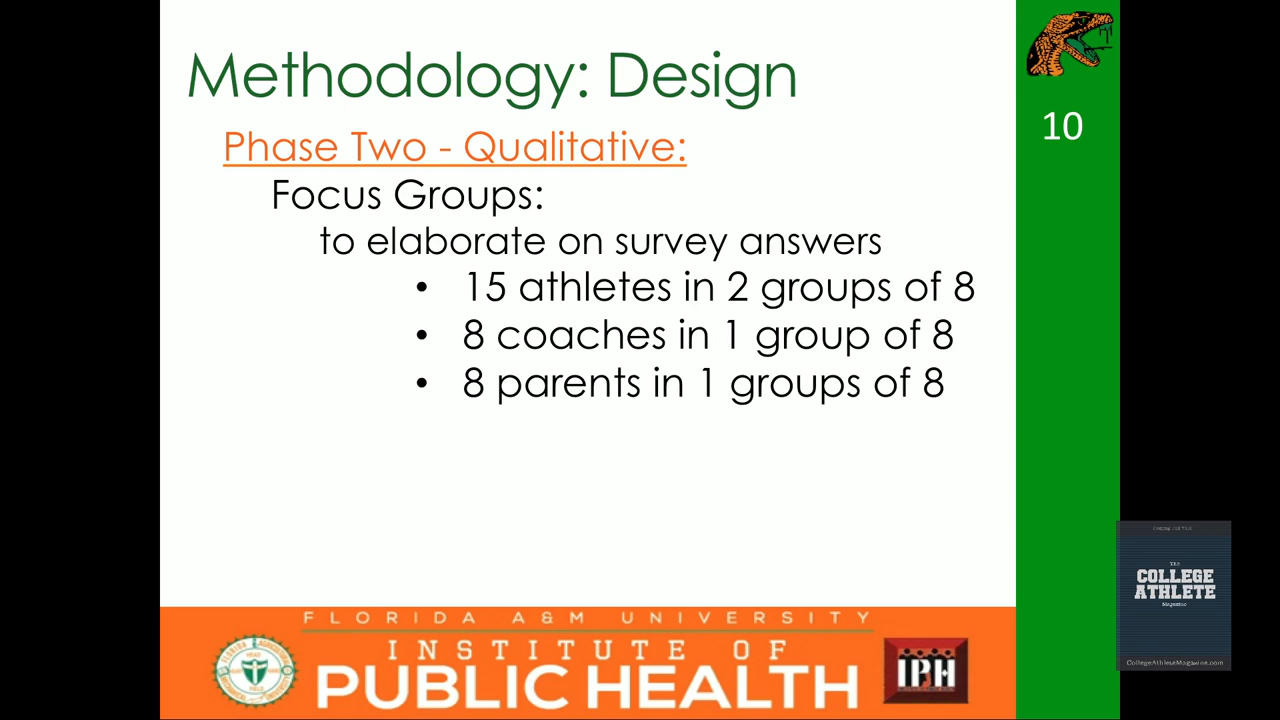 Methodology: Design
10
Phase Two - Qualitative:
Focus Groups:
to elaborate on survey answers
• 15 athletes in 2 groups of 8
• 8 coaches in 1 group of 8
• 8 parents in 1 groups of 8
THE
COLLEGE
ATHLETE
Magazine
CollegeAthleteMagazine.com
FLORIDA A&M UNIVERSITY
INSTITUTE OF
PUBLIC HEALTH
IPH